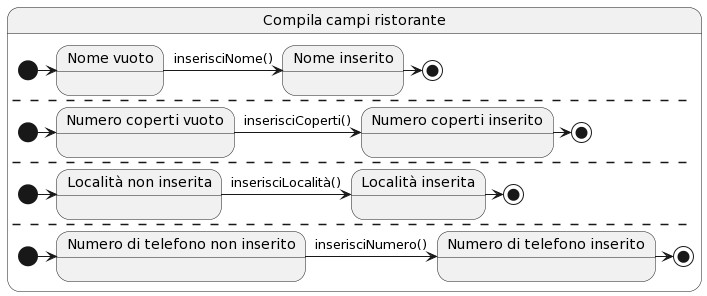 Compila campi ristorante
Nome vuoto inserisciNome() Nome inserito
Numero coperti vuoto inserisciCoperti() Numero coperti inserito
Località non inserita inserisciLocalità() Località inserita
Numero di telefono non inserito inserisciNumero() Numero di telefono inserito